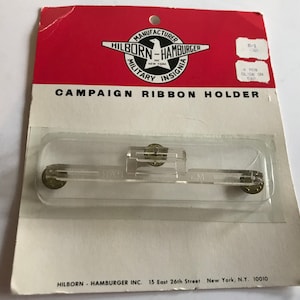 MANUFACTURER
HILBORN - HAMBURGER
NEW YORK
MILITARY INSIGNIA
CAMPAIGN RIBBON HOLDER
HILBORN - HAMBURGER INC. 15 East 26th Street New York, N.Y. 10010